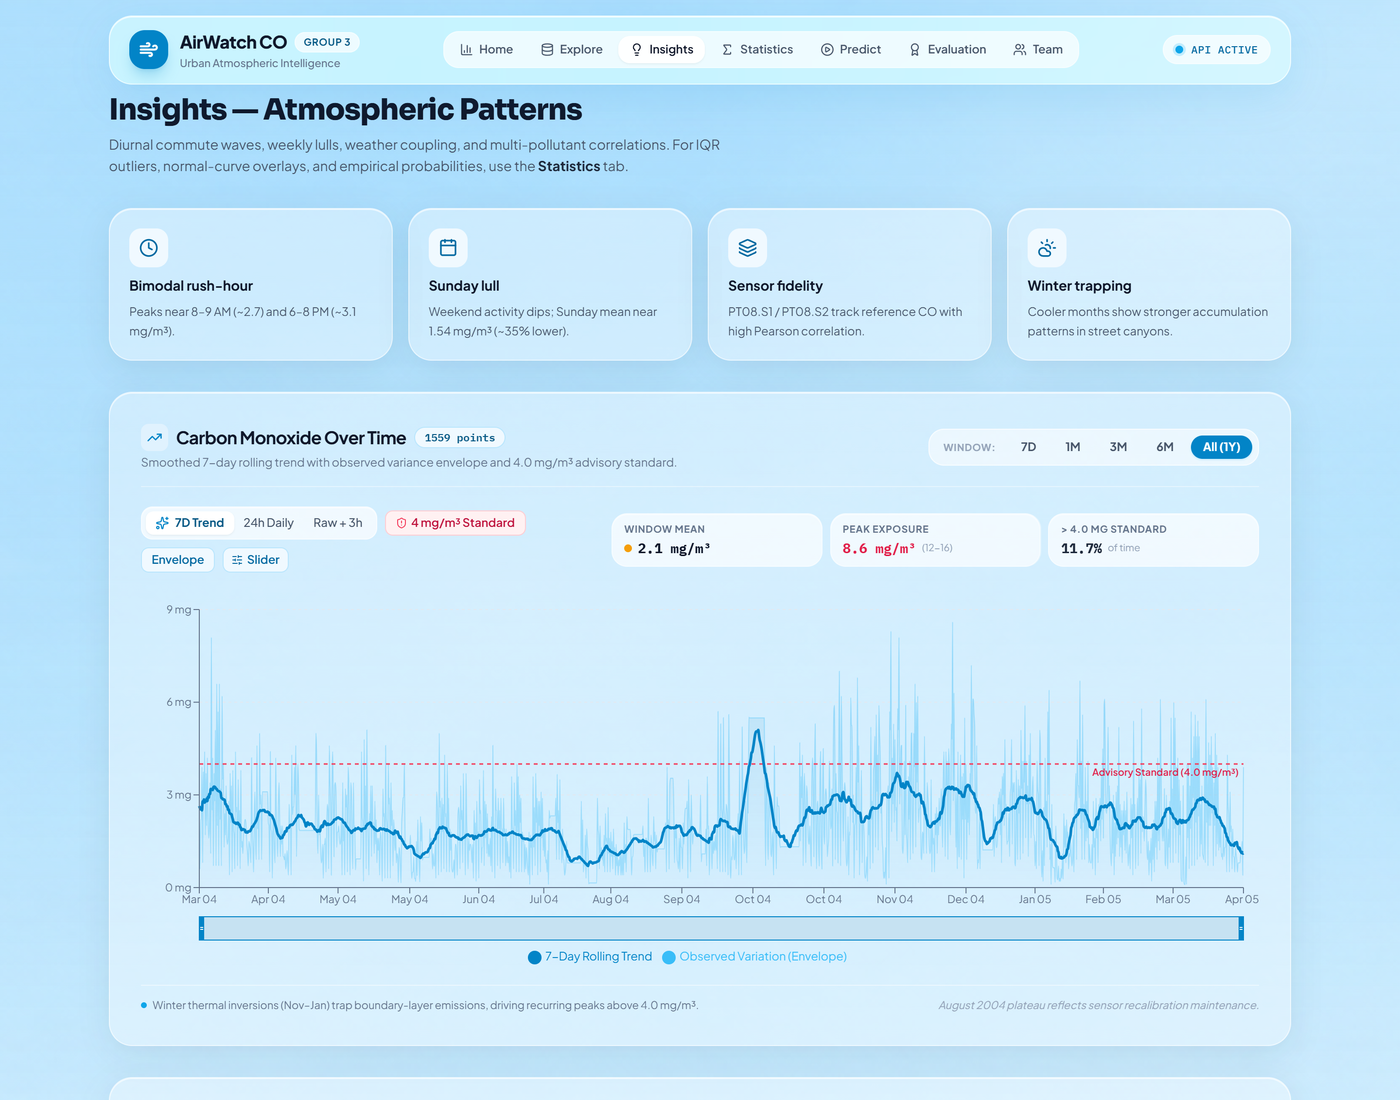 AirWatch CO
GROUP 3
Urban Atmospheric Intelligence
Home
Explore
Insights
Statistics
Predict
Evaluation
Team
API ACTIVE
Insights — Atmospheric Patterns
Diurnal commute waves, weekly lulls, weather coupling, and multi-pollutant correlations. For IQR
outliers, normal-curve overlays, and empirical probabilities, use the Statistics tab.
Bimodal rush-hour
Peaks near 8–9 AM (~2.7) and 6–8 PM (~3.1
mg/m³).
Sunday lull
Weekend activity dips; Sunday mean near
1.54 mg/m³ (~35% lower).
Sensor fidelity
PT08.S1 / PT08.S2 track reference CO with
high Pearson correlation.
Winter trapping
Cooler months show stronger accumulation
patterns in street canyons.
Carbon Monoxide Over Time
1559 points
Smoothed 7-day rolling trend with observed variance envelope and 4.0 mg/m³ advisory standard.
WINDOW:
7D
1M
3M
6M
All (1Y)
7D Trend
24h Daily
Raw + 3h
4 mg/m³ Standard
Envelope
Slider
WINDOW MEAN
2.1 mg/m³
PEAK EXPOSURE
8.6 mg/m³ (12-16)
> 4.0 MG STANDARD
11.7% of time
9 mg
6 mg
3 mg
0 mg
Advisory Standard (4.0 mg/m³)
Mar 04
Apr 04
May 04
May 04
Jun 04
Jul 04
Aug 04
Sep 04
Oct 04
Oct 04
Nov 04
Dec 04
Jan 05
Feb 05
Mar 05
Apr 05
7-Day Rolling Trend
Observed Variation (Envelope)
Winter thermal inversions (Nov–Jan) trap boundary-layer emissions, driving recurring peaks above 4.0 mg/m³.
August 2004 plateau reflects sensor recalibration maintenance.